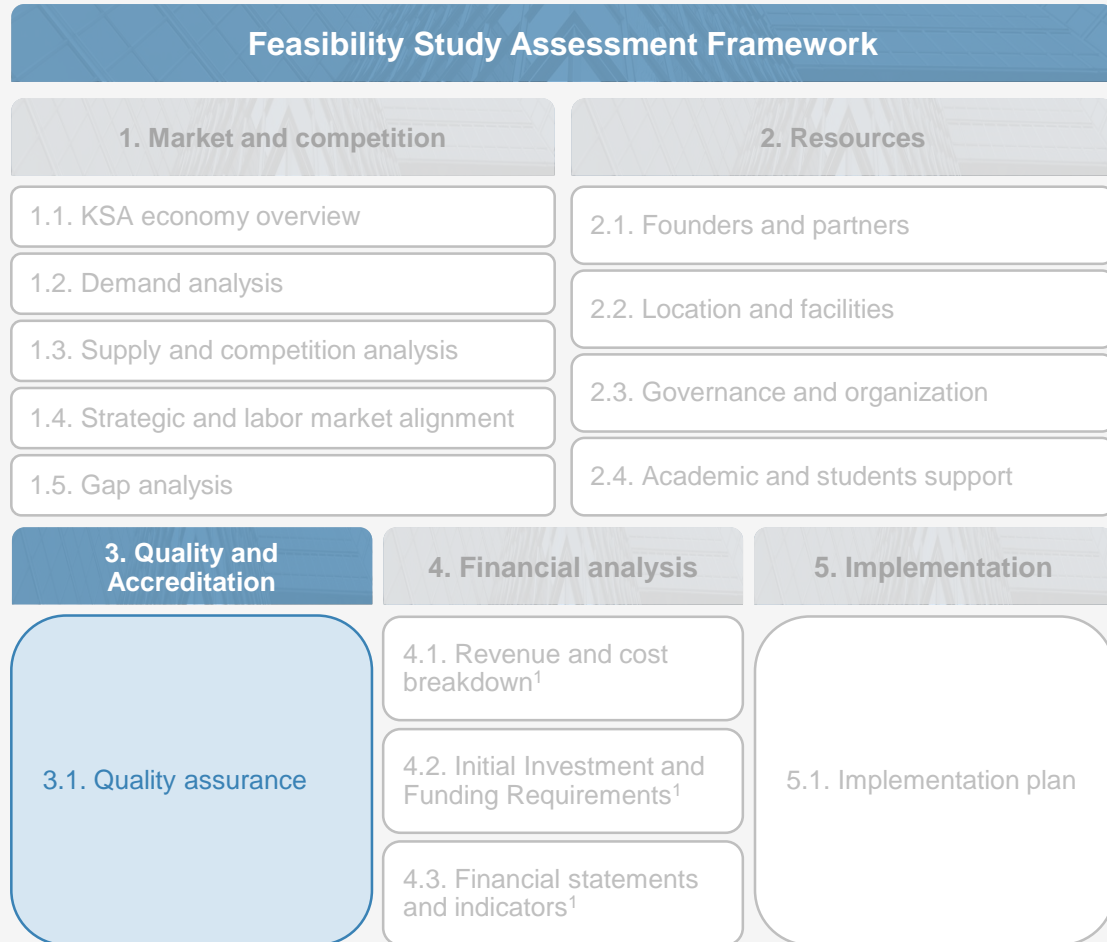 Feasibility Study Assessment Framework
1. Market and competition
1.1. KSA economy overview
1.2. Demand analysis
1.3. Supply and competition analysis
1.4. Strategic and labor market alignment
1.5. Gap analysis
2. Resources
2.1. Founders and partners
2.2. Location and facilities
2.3. Governance and organization
2.4. Academic and students support
3. Quality and
Accreditation
3.1. Quality assurance
4. Financial analysis
4.1. Revenue and cost
breakdown¹
4.2. Initial Investment and
Funding Requirements¹
4.3. Financial statements
and indicators¹
5. Implementation
5.1. Implementation plan